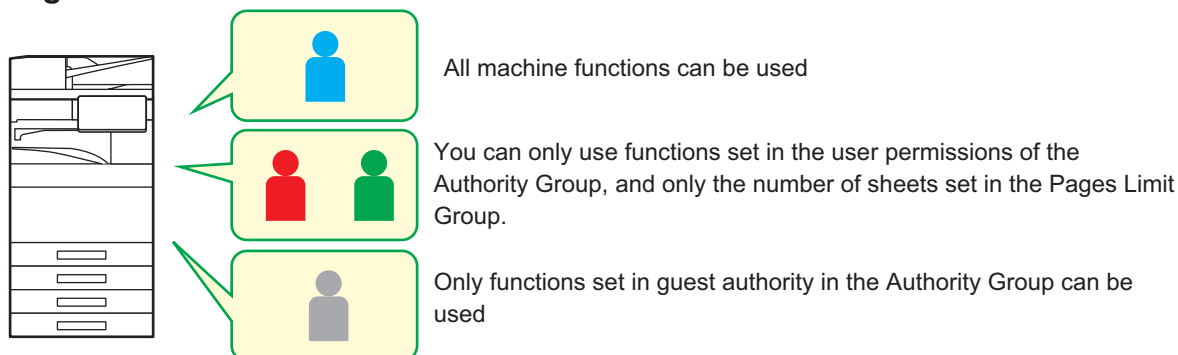 All machine functions can be used
You can only use functions set in the user permissions of the
Authority Group, and only the number of sheets set in the Pages Limit
Group.
Only functions set in guest authority in the Authority Group can be
used